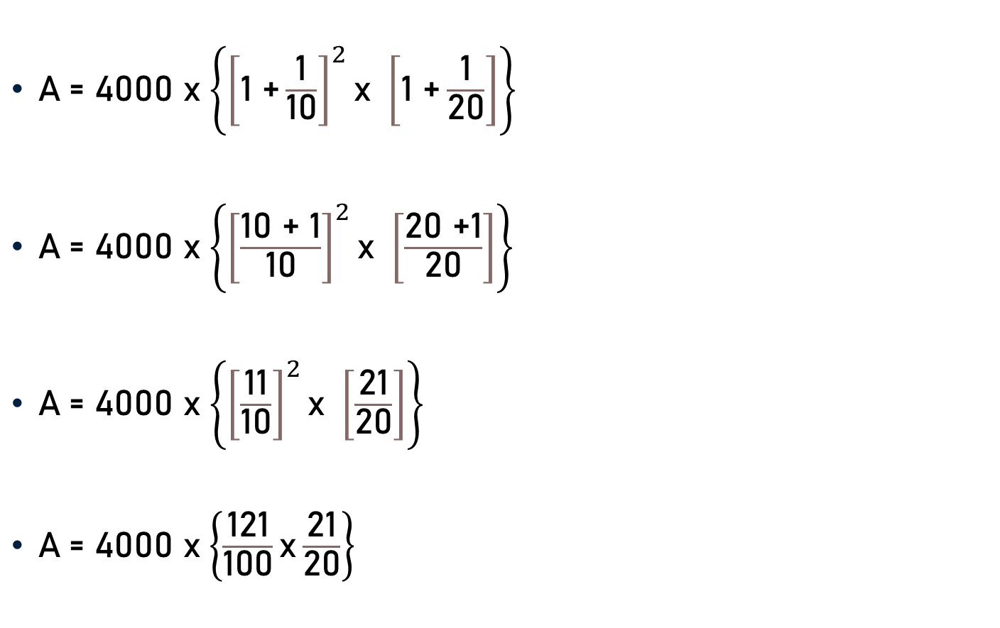 • A = 4000 x {[1 + 1/10]² x [1 + 1/20]}
• A = 4000 x {[10 + 1/10]² x [20 +1/20]}
• A = 4000 x {[11/10]² x [21/20]}
• A = 4000 x {121/100 x 21/20}